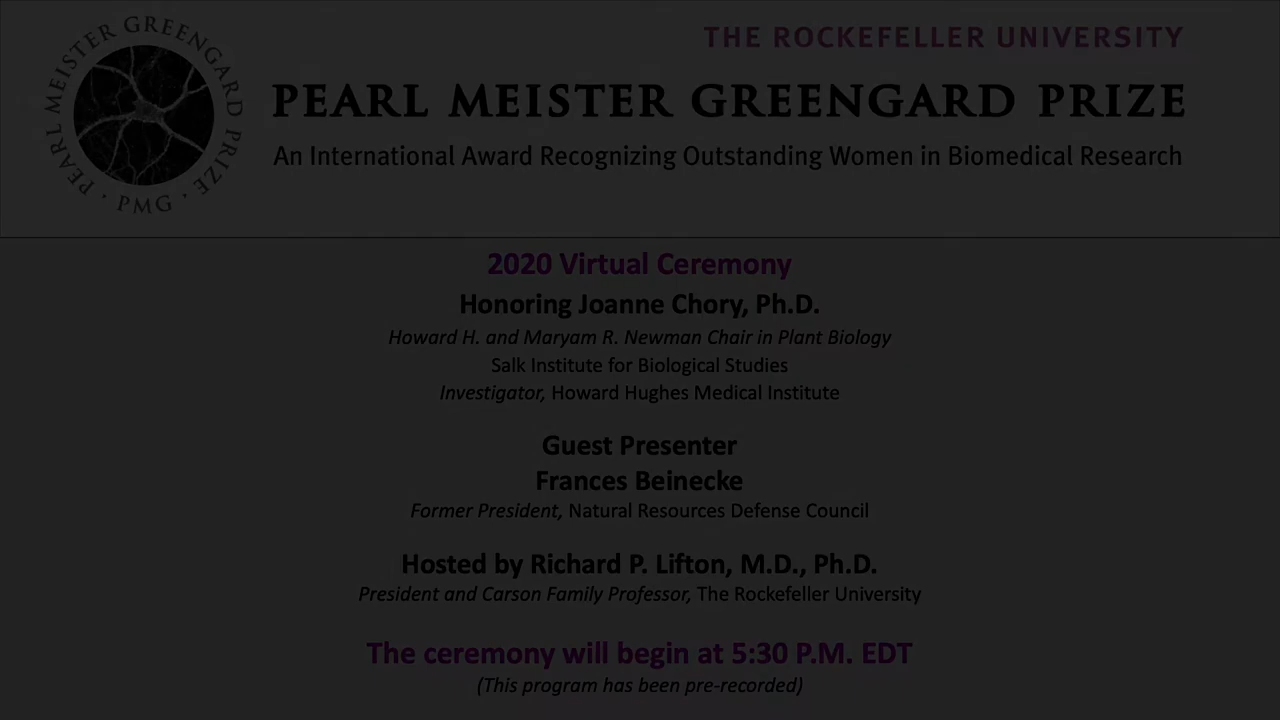 PEARL MEISTER GREENGARD PRIZE
· PMG ·
THE ROCKEFELLER UNIVERSITY
PEARL MEISTER GREENGARD PRIZE
An International Award Recognizing Outstanding Women in Biomedical Research
2020 Virtual Ceremony
Honoring Joanne Chory, Ph.D.
Howard H. and Maryam R. Newman Chair in Plant Biology
Salk Institute for Biological Studies
Investigator, Howard Hughes Medical Institute
Guest Presenter
Frances Beinecke
Former President, Natural Resources Defense Council
Hosted by Richard P. Lifton, M.D., Ph.D.
President and Carson Family Professor, The Rockefeller University
The ceremony will begin at 5:30 P.M. EDT
(This program has been pre-recorded)